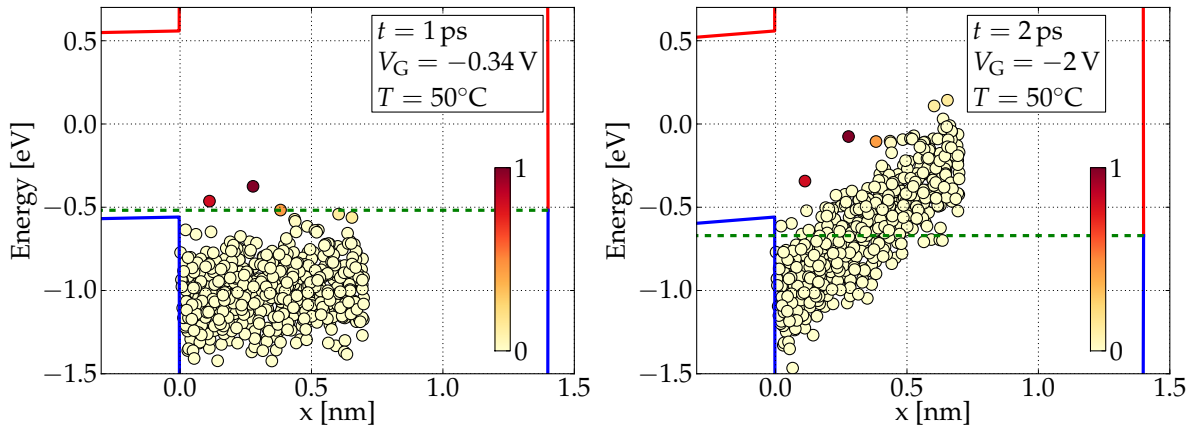 0.5
0.0
−0.5
−1.0
−1.5
Energy [eV]
t = 1 ps
V_G = −0.34 V
T = 50°C
1
0
0.0
0.5
1.0
1.5
x [nm]
0.5
0.0
−0.5
−1.0
−1.5
Energy [eV]
t = 2 ps
V_G = −2 V
T = 50°C
1
0
0.0
0.5
1.0
1.5
x [nm]